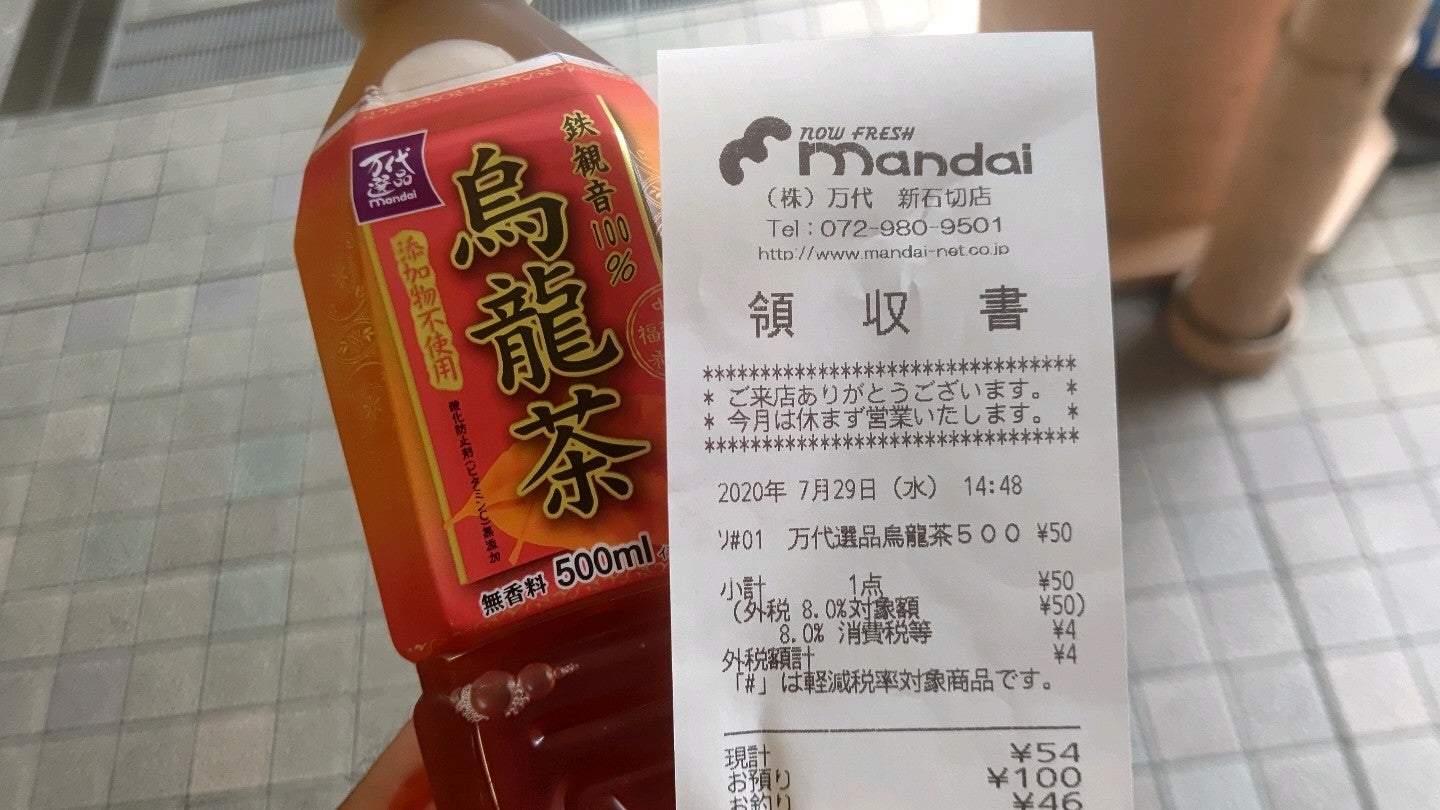 鉄観音100%
烏龍茶
万代
選品
mandai
添加物不使用
酸化防止剤(ビタミンC)無添加
無香料 500ml
NOW FRESH
mandai
(株) 万代 新石切店
Tel:072-980-9501
http://www.mandai-net.co.jp
領 収 書
********************************
* ご来店ありがとうございます。 *
* 今月は休まず営業いたします。 *
********************************
2020年 7月29日(水) 14:48
ソ#01 万代選品烏龍茶500 ¥50
小計 1点 ¥50
(外税 8.0%対象額 ¥50)
8.0% 消費税等 ¥4
外税額計 ¥4
「#」は軽減税率対象商品です。
現計 ¥54
お預り ¥100
お釣り ¥46